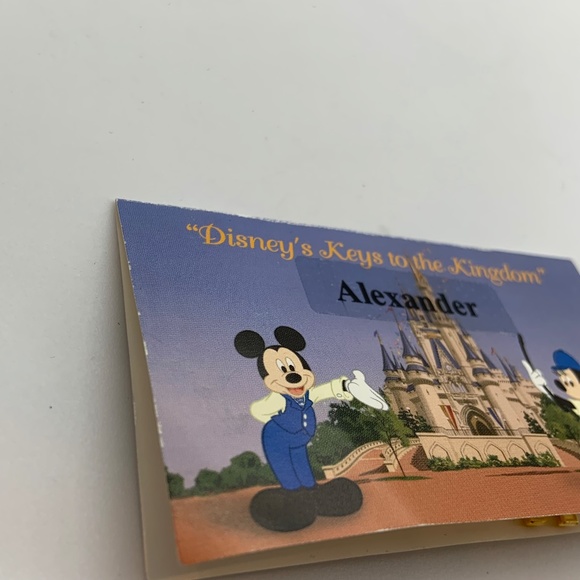 "Disney's Keys to the Kingdom"
Alexander